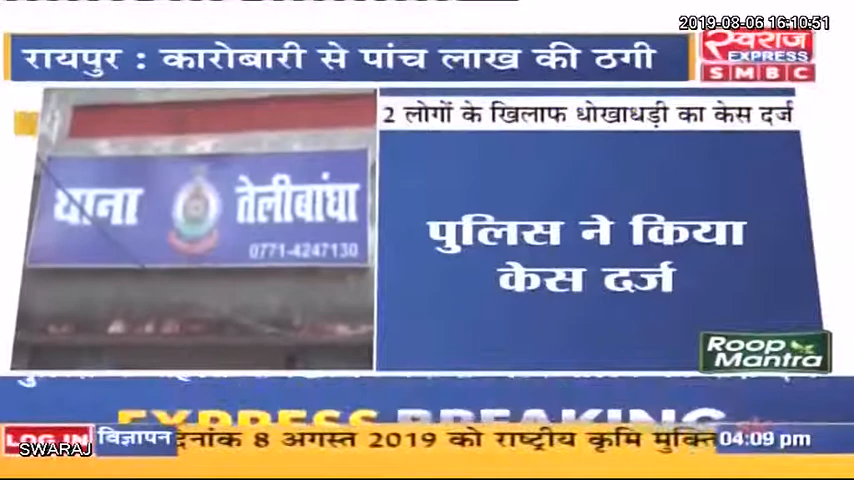 2019-08-06 16:10:51
रायपुर : कारोबारी से पांच लाख की ठगी
स्वराज
EXPRESS
SMBC
2 लोगों के खिलाफ धोखाधड़ी का केस दर्ज
थाना तेलीबांघा
0771-4247130
पुलिस ने किया
केस दर्ज
Roop
Mantra
EXPRESS BREAKING
LOG IN
SWARAJ
विज्ञापन
दिनांक 8 अगस्त 2019 को राष्ट्रीय कृमि मुक्ति
04:09 pm